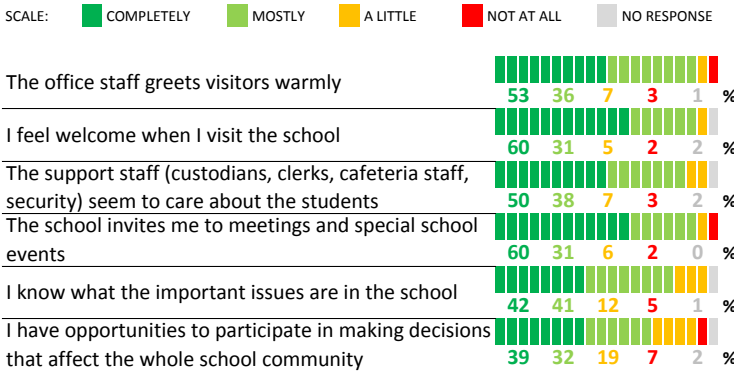 SCALE: COMPLETELY MOSTLY A LITTLE NOT AT ALL NO RESPONSE
The office staff greets visitors warmly
53 36 7 3 1 %
I feel welcome when I visit the school
60 31 5 2 2 %
The support staff (custodians, clerks, cafeteria staff,
security) seem to care about the students
50 38 7 3 2 %
The school invites me to meetings and special school
events
60 31 6 2 0 %
I know what the important issues are in the school
42 41 12 5 1 %
I have opportunities to participate in making decisions
that affect the whole school community
39 32 19 7 2 %